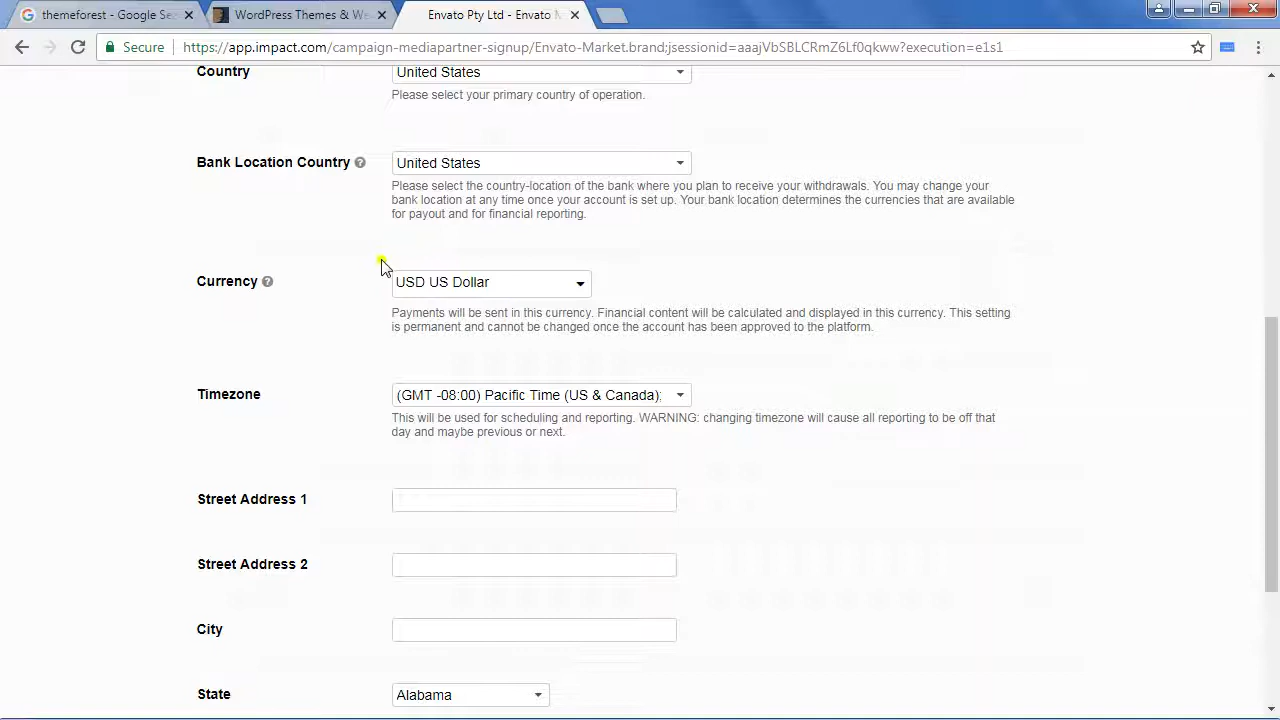 themeforest - Google Se
WordPress Themes & We
Envato Pty Ltd - Envato M
Secure
https://app.impact.com/campaign-mediapartner-signup/Envato-Market.brand;jsessionid=aaajVbSBLCRmZ6Lf0qkww?execution=e1s1
Country
United States
Please select your primary country of operation.
Bank Location Country ?
United States
Please select the country-location of the bank where you plan to receive your withdrawals. You may change your
bank location at any time once your account is set up. Your bank location determines the currencies that are available
for payout and for financial reporting.
Currency ?
USD US Dollar
Payments will be sent in this currency. Financial content will be calculated and displayed in this currency. This setting
is permanent and cannot be changed once the account has been approved to the platform.
Timezone
(GMT -08:00) Pacific Time (US & Canada);
This will be used for scheduling and reporting. WARNING: changing timezone will cause all reporting to be off that
day and maybe previous or next.
Street Address 1
Street Address 2
City
State
Alabama